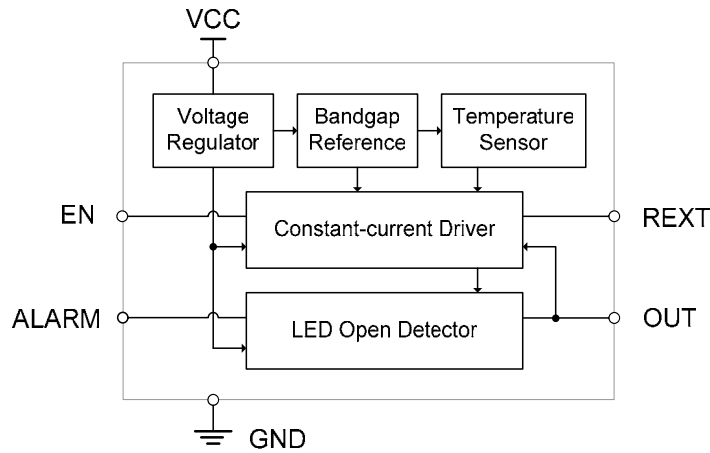 VCC
Voltage
Regulator
Bandgap
Reference
Temperature
Sensor
EN
Constant-current Driver
REXT
ALARM
LED Open Detector
OUT
GND